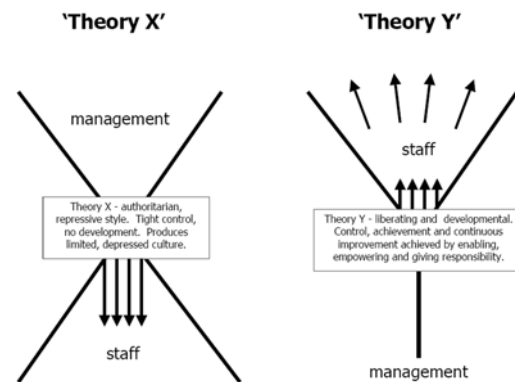 ‘Theory X’
management
Theory X - authoritarian,
repressive style. Tight control,
no development. Produces
limited, depressed culture.
staff
‘Theory Y’
staff
Theory Y - liberating and developmental.
Control, achievement and continuous
improvement achieved by enabling,
empowering and giving responsibility.
management